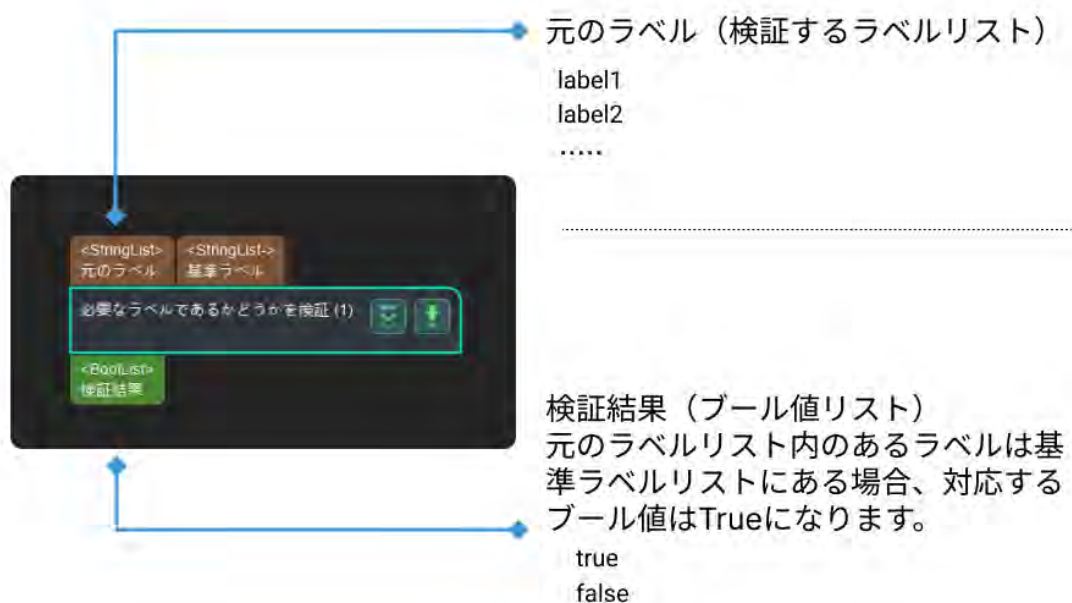 元のラベル（検証するラベルリスト）
label1
label2
.....
<StringList> <StringList->
元のラベル 基準ラベル
必要なラベルであるかどうかを検証 (1)
<BoolList>
検証結果
検証結果（ブール値リスト）
元のラベルリスト内のあるラベルは基
準ラベルリストにある場合、対応する
ブール値はTrueになります。
true
false